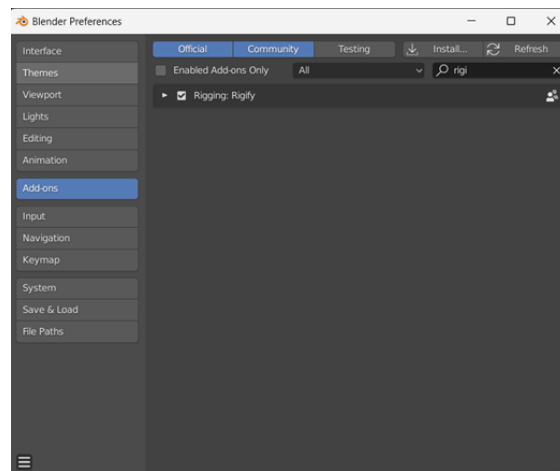 Blender Preferences
Interface
Themes
Viewport
Lights
Editing
Animation
Add-ons
Input
Navigation
Keymap
System
Save & Load
File Paths
Official Community Testing Install... Refresh
Enabled Add-ons Only All rigi
Rigging: Rigify